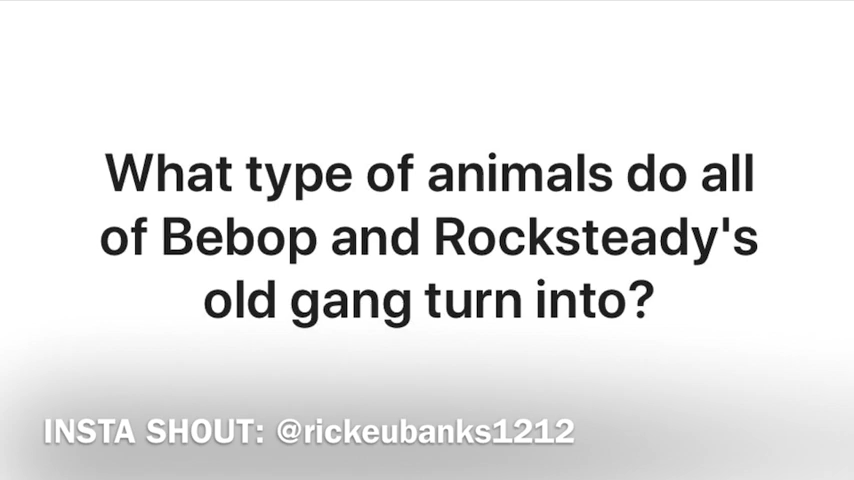 What type of animals do all
of Bebop and Rocksteady's
old gang turn into?
INSTA SHOUT: @rickeubanks1212